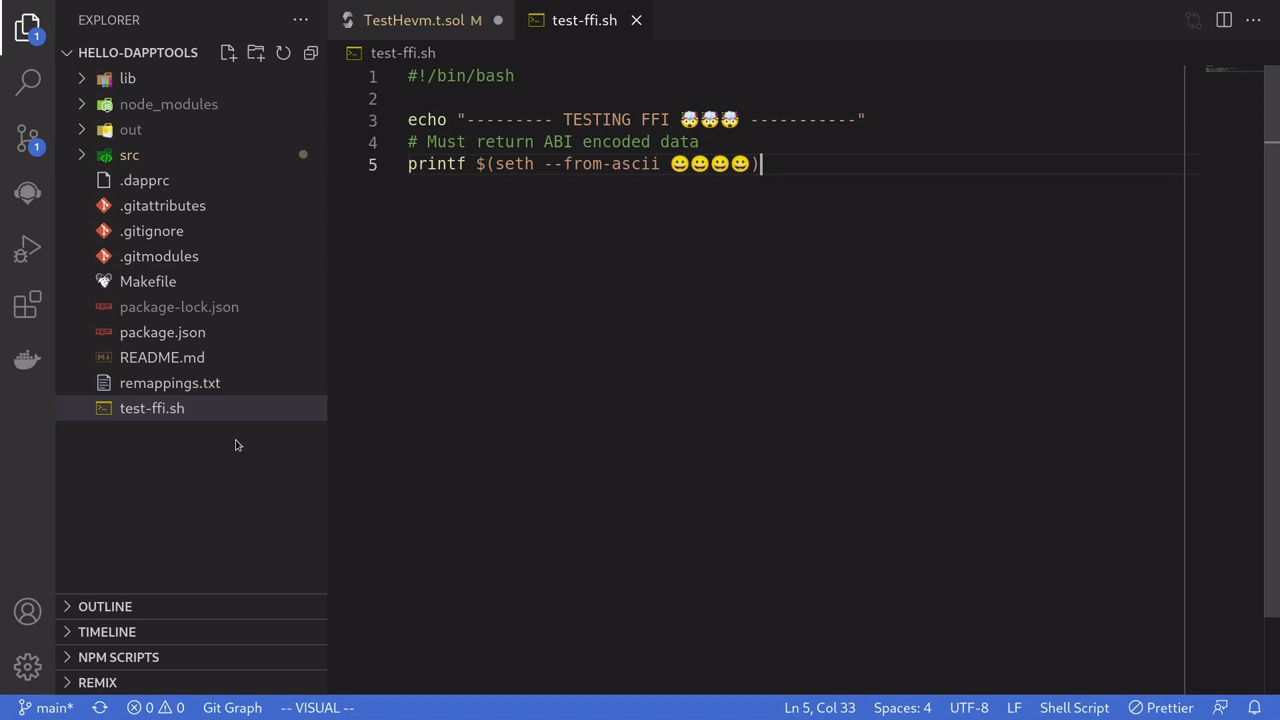 EXPLORER
TestHevm.t.sol M
test-ffi.sh
HELLO-DAPPTOOLS
test-ffi.sh
lib
node_modules
out
src
.dapprc
.gitattributes
.gitignore
.gitmodules
Makefile
package-lock.json
package.json
README.md
remappings.txt
test-ffi.sh
1 #!/bin/bash
2
3 echo "--------- TESTING FFI 🤯🤯🤯 -----------"
4 # Must return ABI encoded data
5 printf $(seth --from-ascii 😀😀😀😀)
1
1
OUTLINE
TIMELINE
NPM SCRIPTS
REMIX
main* 0 0 Git Graph -- VISUAL -- Ln 5, Col 33 Spaces: 4 UTF-8 LF Shell Script Prettier